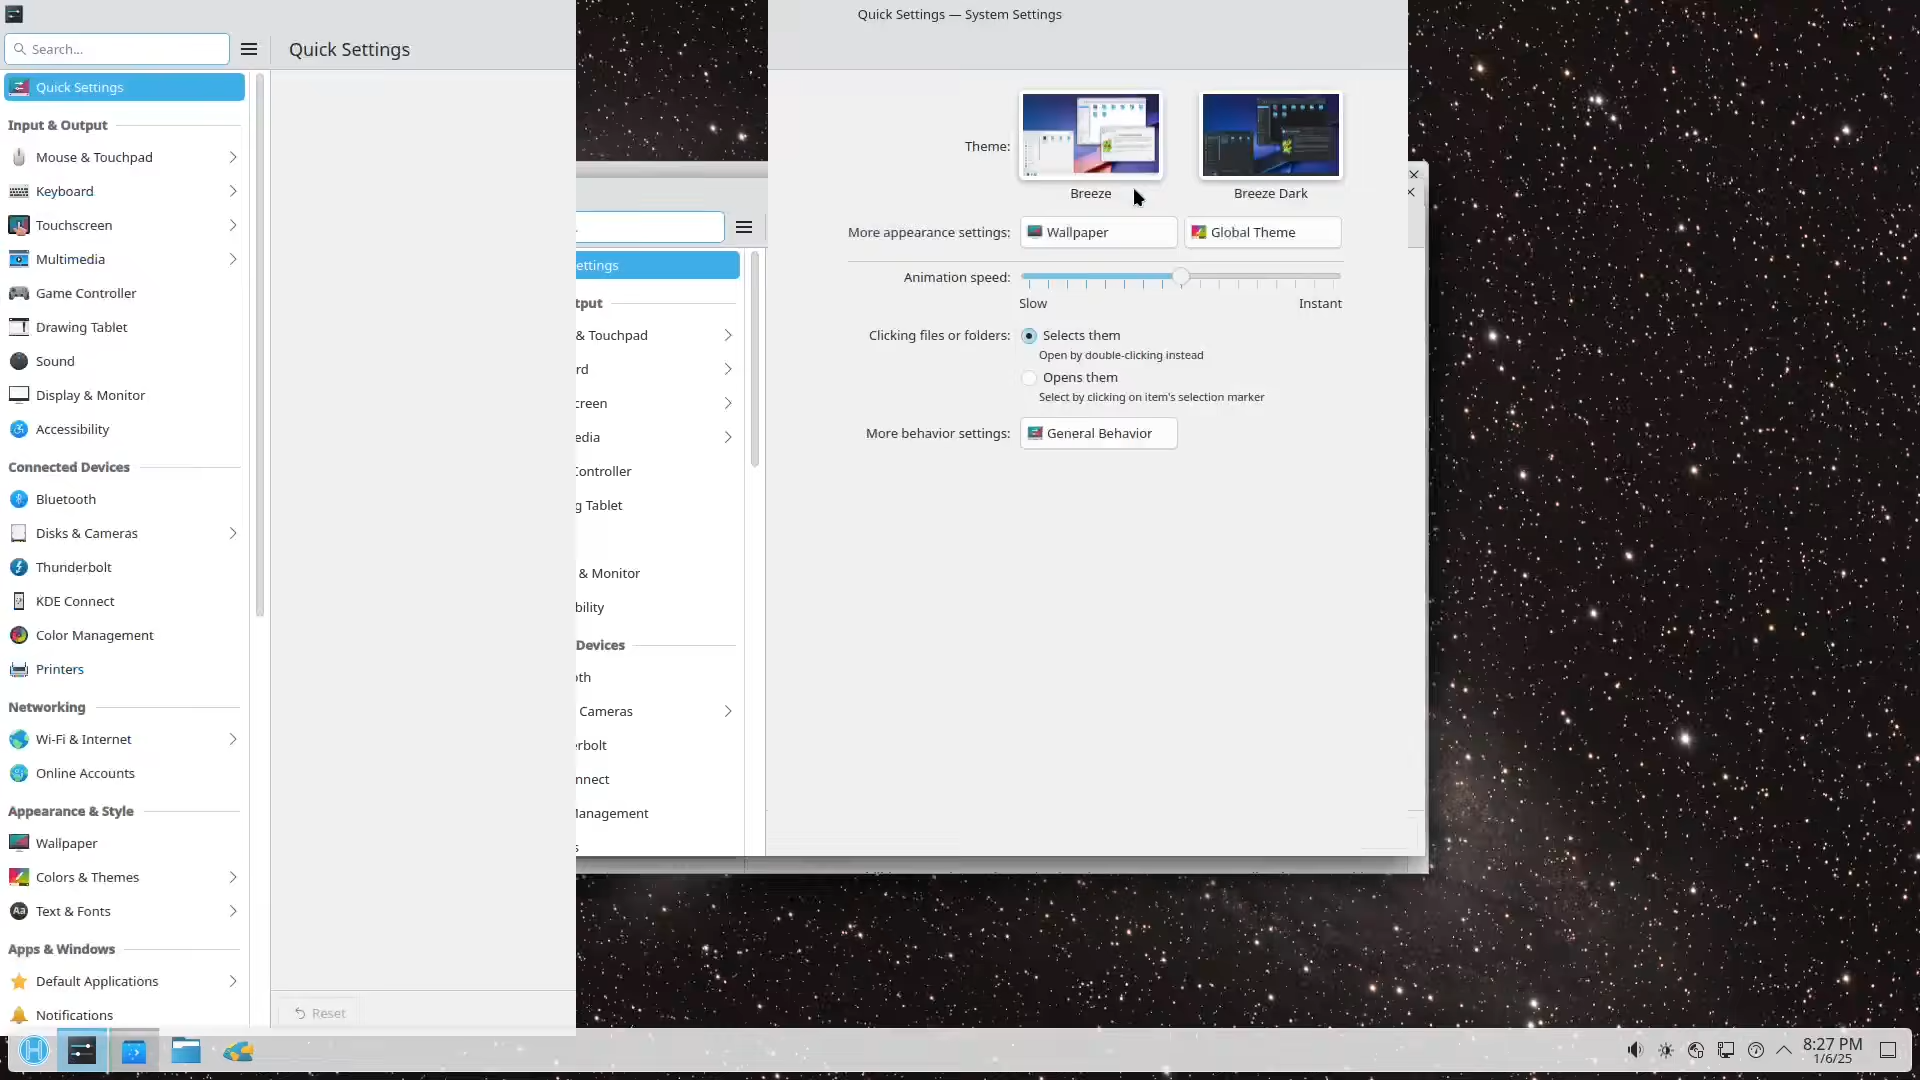 Quick Settings — System Settings
Search...
Quick Settings
Quick Settings
Input & Output
Mouse & Touchpad
Keyboard
Touchscreen
Multimedia
Game Controller
Drawing Tablet
Sound
Display & Monitor
Accessibility
Connected Devices
Bluetooth
Disks & Cameras
Thunderbolt
KDE Connect
Color Management
Printers
Networking
Wi-Fi & Internet
Online Accounts
Appearance & Style
Wallpaper
Colors & Themes
Text & Fonts
Apps & Windows
Default Applications
Notifications
Reset
ettings
tput
& Touchpad
rd
creen
edia
Controller
g Tablet
& Monitor
bility
Devices
oth
Cameras
erbolt
nnect
Management
s
Theme:
Breeze
Breeze Dark
More appearance settings:
Wallpaper
Global Theme
Animation speed:
Slow
Instant
Clicking files or folders:
Selects them
Open by double-clicking instead
Opens them
Select by clicking on item's selection marker
More behavior settings:
General Behavior
8:27 PM
1/6/25